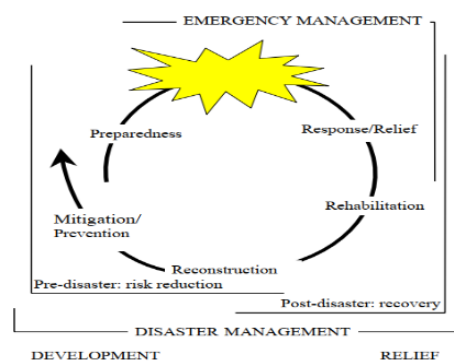 EMERGENCY MANAGEMENT
Preparedness
Response/Relief
Mitigation/
Prevention
Rehabilitation
Reconstruction
Pre-disaster: risk reduction
Post-disaster: recovery
DISASTER MANAGEMENT
DEVELOPMENT
RELIEF